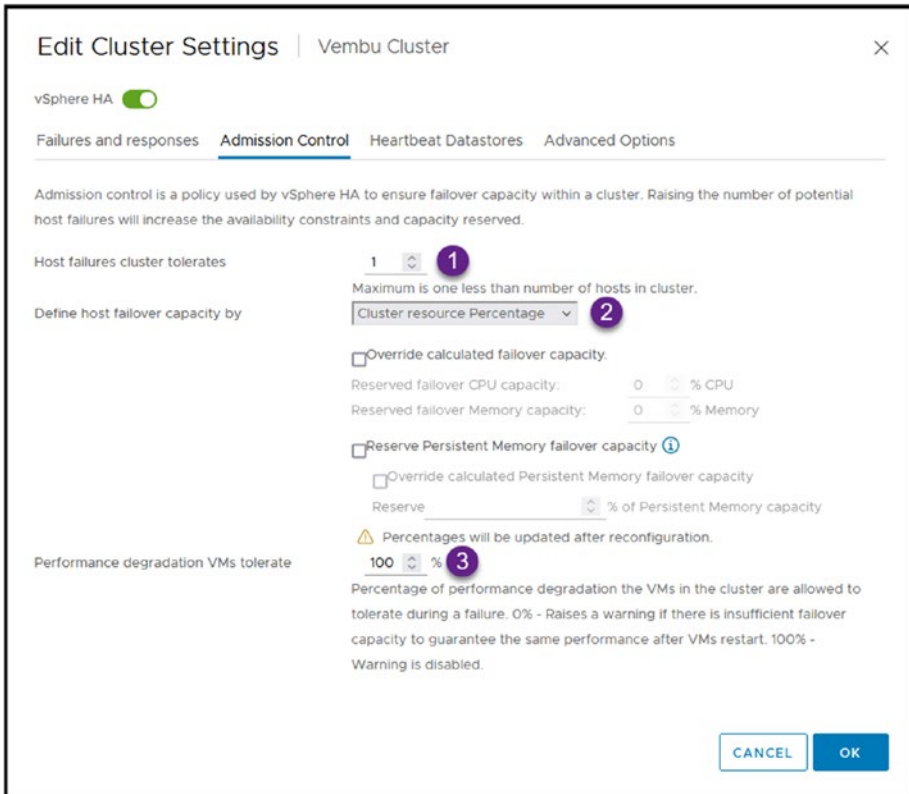 Edit Cluster Settings | Vembu Cluster
vSphere HA
Failures and responses Admission Control Heartbeat Datastores Advanced Options
Admission control is a policy used by vSphere HA to ensure failover capacity within a cluster. Raising the number of potential
host failures will increase the availability constraints and capacity reserved.
Host failures cluster tolerates 1 1
Maximum is one less than number of hosts in cluster.
Define host failover capacity by Cluster resource Percentage 2
Override calculated failover capacity.
Reserved failover CPU capacity: 0 % CPU
Reserved failover Memory capacity: 0 % Memory
Reserve Persistent Memory failover capacity
Override calculated Persistent Memory failover capacity
Reserve % of Persistent Memory capacity
Percentages will be updated after reconfiguration.
Performance degradation VMs tolerate 100 % 3
Percentage of performance degradation the VMs in the cluster are allowed to
tolerate during a failure. 0% - Raises a warning if there is insufficient failover
capacity to guarantee the same performance after VMs restart. 100% -
Warning is disabled.
CANCEL OK